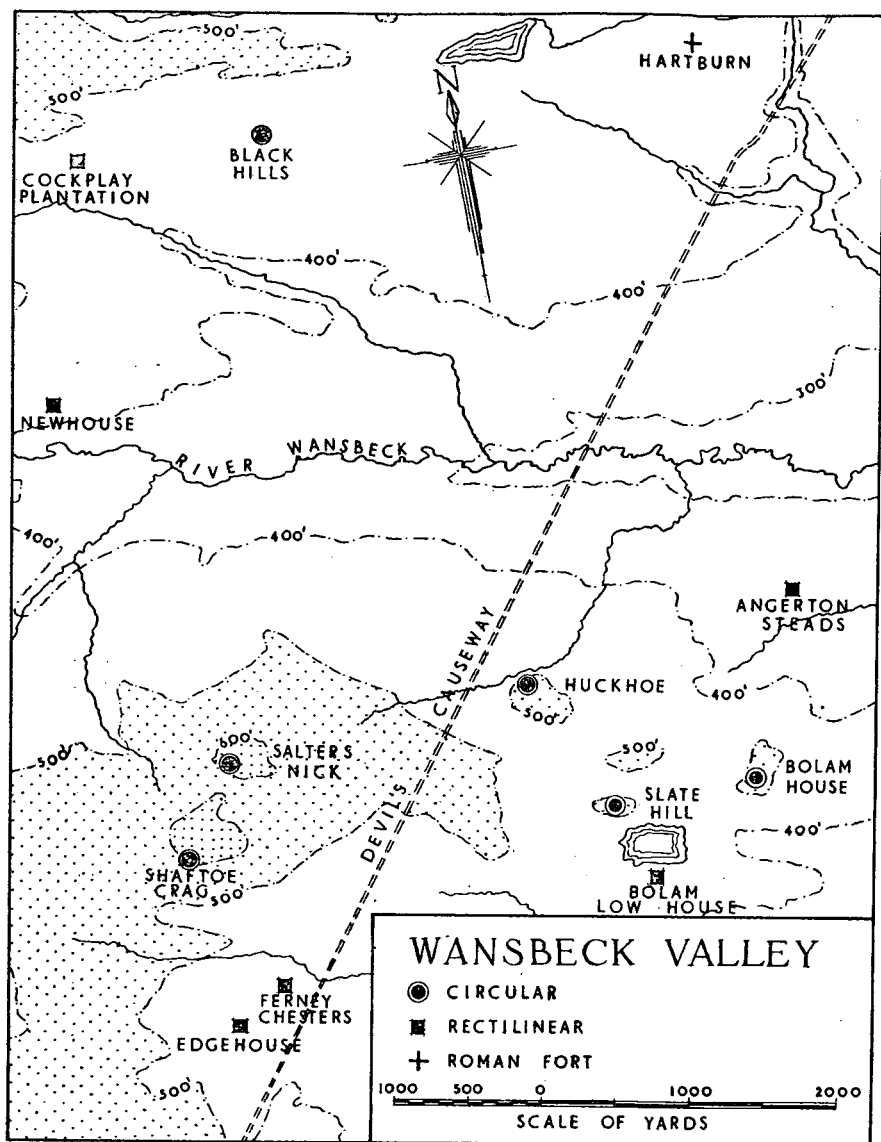 500'
HARTBURN
500'
N
BLACK
HILLS
COCKPLAY
PLANTATION
400'
400'
300'
NEWHOUSE
RIVER WANSBECK
400'
400'
ANGERTON
STEADS
DEVILS CAUSEWAY
HUCKHOE
400'
500'
600'
SALTERS
NICK
500'
500'
BOLAM
HOUSE
SLATE
HILL
400'
SHAFTOE
CRAG
500'
BOLAM
LOW HOUSE
FERNEY
CHESTERS
EDGEHOUSE
500'
WANSBECK VALLEY
CIRCULAR
RECTILINEAR
ROMAN FORT
1000 500 0 1000 2000
SCALE OF YARDS